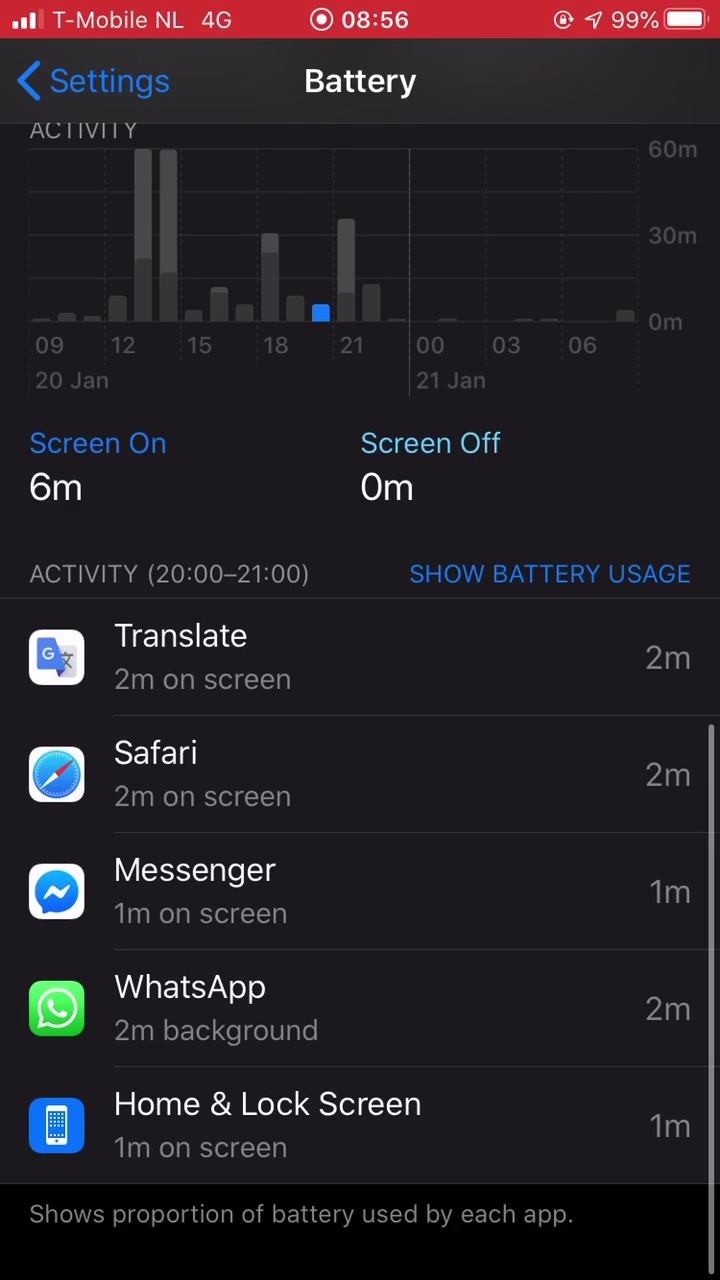 T-Mobile NL 4G 08:56 99%
Settings Battery
ACTIVITY
60m
30m
0m
09 12 15 18 21 00 03 06
20 Jan 21 Jan
Screen On Screen Off
6m 0m
ACTIVITY (20:00–21:00) SHOW BATTERY USAGE
Translate
2m on screen 2m
Safari
2m on screen 2m
Messenger
1m on screen 1m
WhatsApp
2m background 2m
Home & Lock Screen
1m on screen 1m
Shows proportion of battery used by each app.